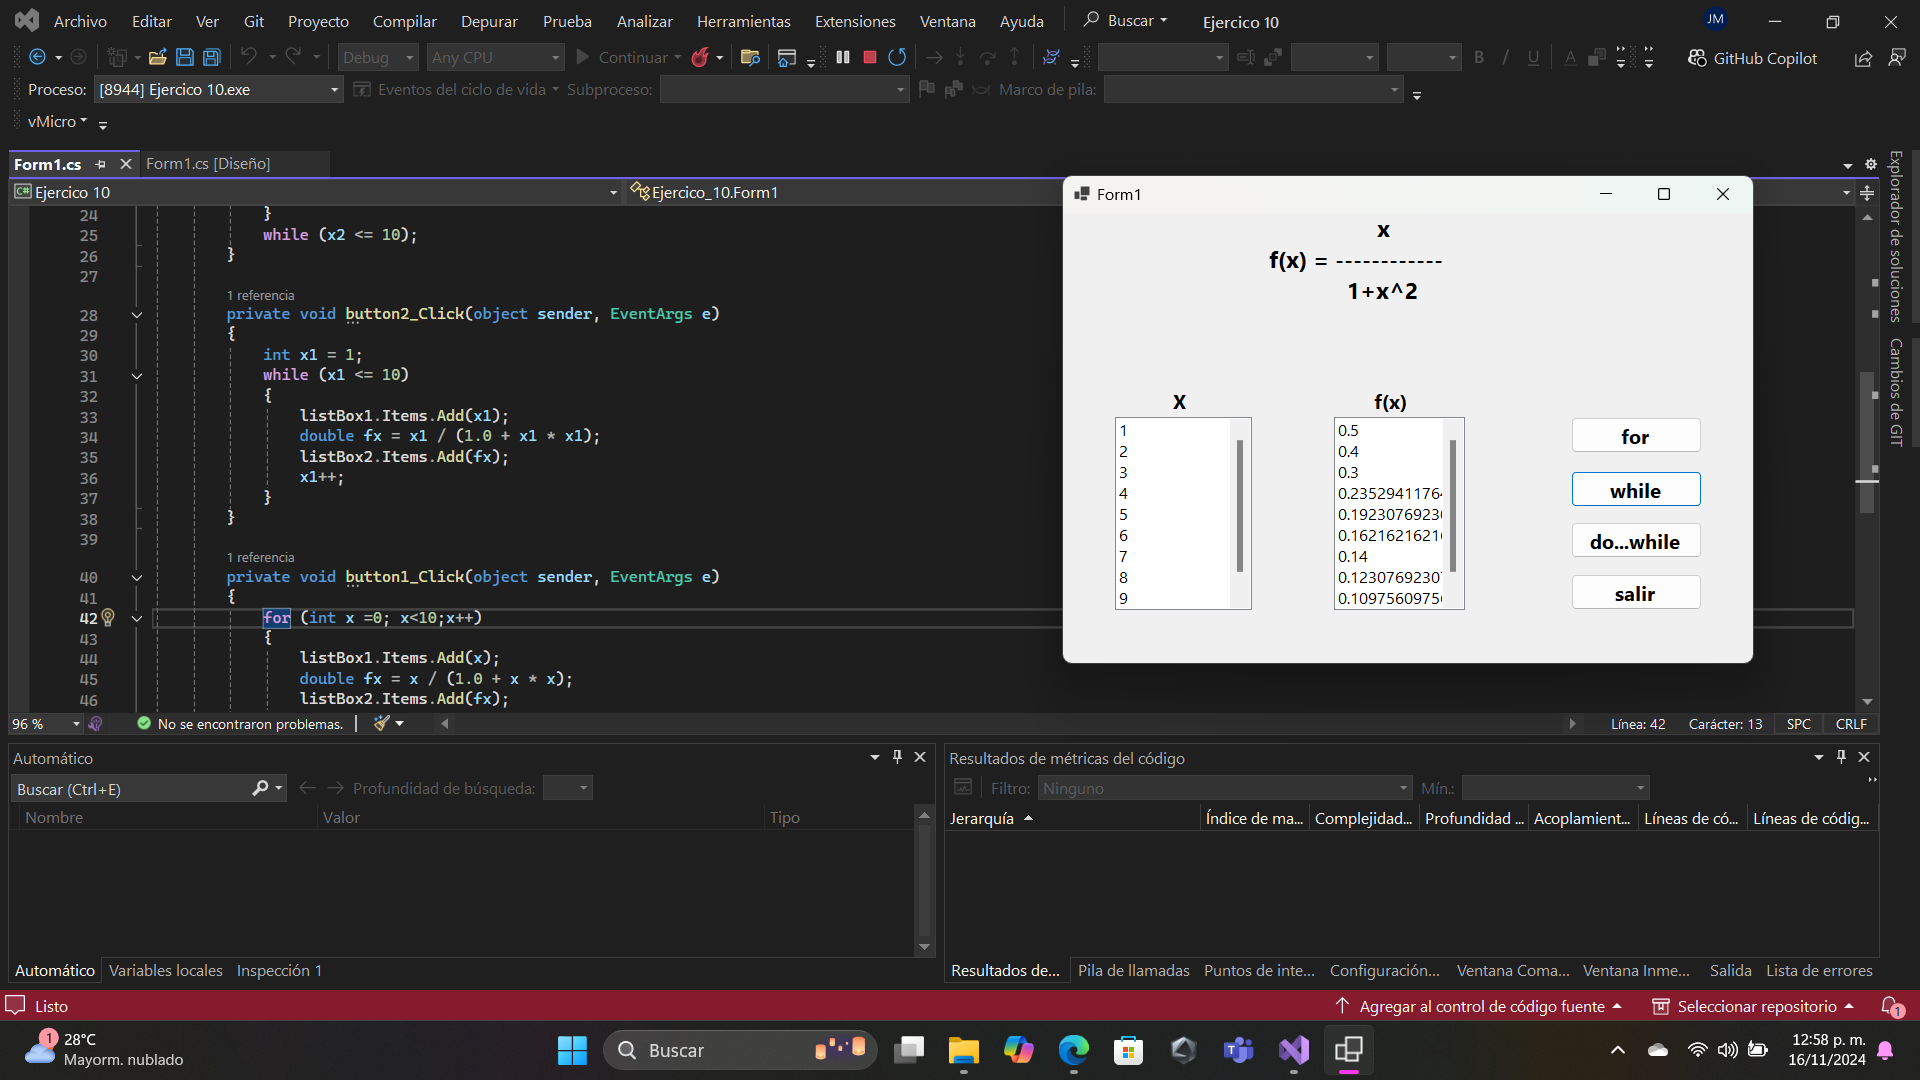 Archivo Editar Ver Git Proyecto Compilar Depurar Prueba Analizar Herramientas Extensiones Ventana Ayuda Buscar Ejercico 10 JM
Debug Any CPU Continuar GitHub Copilot
Proceso: [8944] Ejercico 10.exe Eventos del ciclo de vida Subproceso: Marco de pila:
vMicro
Form1.cs Form1.cs [Diseño]
Ejercico 10 Ejercico_10.Form1
24 }
25 while (x2 <= 10);
26 }
27
1 referencia
28 private void button2_Click(object sender, EventArgs e)
29 {
30 int x1 = 1;
31 while (x1 <= 10)
32 {
33 listBox1.Items.Add(x1);
34 double fx = x1 / (1.0 + x1 * x1);
35 listBox2.Items.Add(fx);
36 x1++;
37 }
38 }
39
1 referencia
40 private void button1_Click(object sender, EventArgs e)
41 {
42 for (int x =0; x<10;x++)
43 {
44 listBox1.Items.Add(x);
45 double fx = x / (1.0 + x * x);
46 listBox2.Items.Add(fx);
Form1
x
f(x) = ------------
1+x^2
X f(x)
1 0.5
2 0.4
3 0.3
4 0.2352941176
5 0.192307692
6 0.1621621621
7 0.14
8 0.12307692307
9 0.109756097
for
while
do...while
salir
Explorador de soluciones
Cambios de GIT
96 % No se encontraron problemas. Línea: 42 Carácter: 13 SPC CRLF
Automático
Buscar (Ctrl+E) Profundidad de búsqueda:
Nombre Valor Tipo
Automático Variables locales Inspección 1
Resultados de métricas del código
Filtro: Ninguno Mín.:
Jerarquía Índice de ma... Complejidad... Profundidad ... Acoplamient... Líneas de có... Líneas de códig...
Resultados de... Pila de llamadas Puntos de inte... Configuración... Ventana Coma... Ventana Inme... Salida Lista de errores
Listo Agregar al control de código fuente Seleccionar repositorio 1
1 28°C
Mayorm. nublado
Buscar
12:58 p. m.
16/11/2024